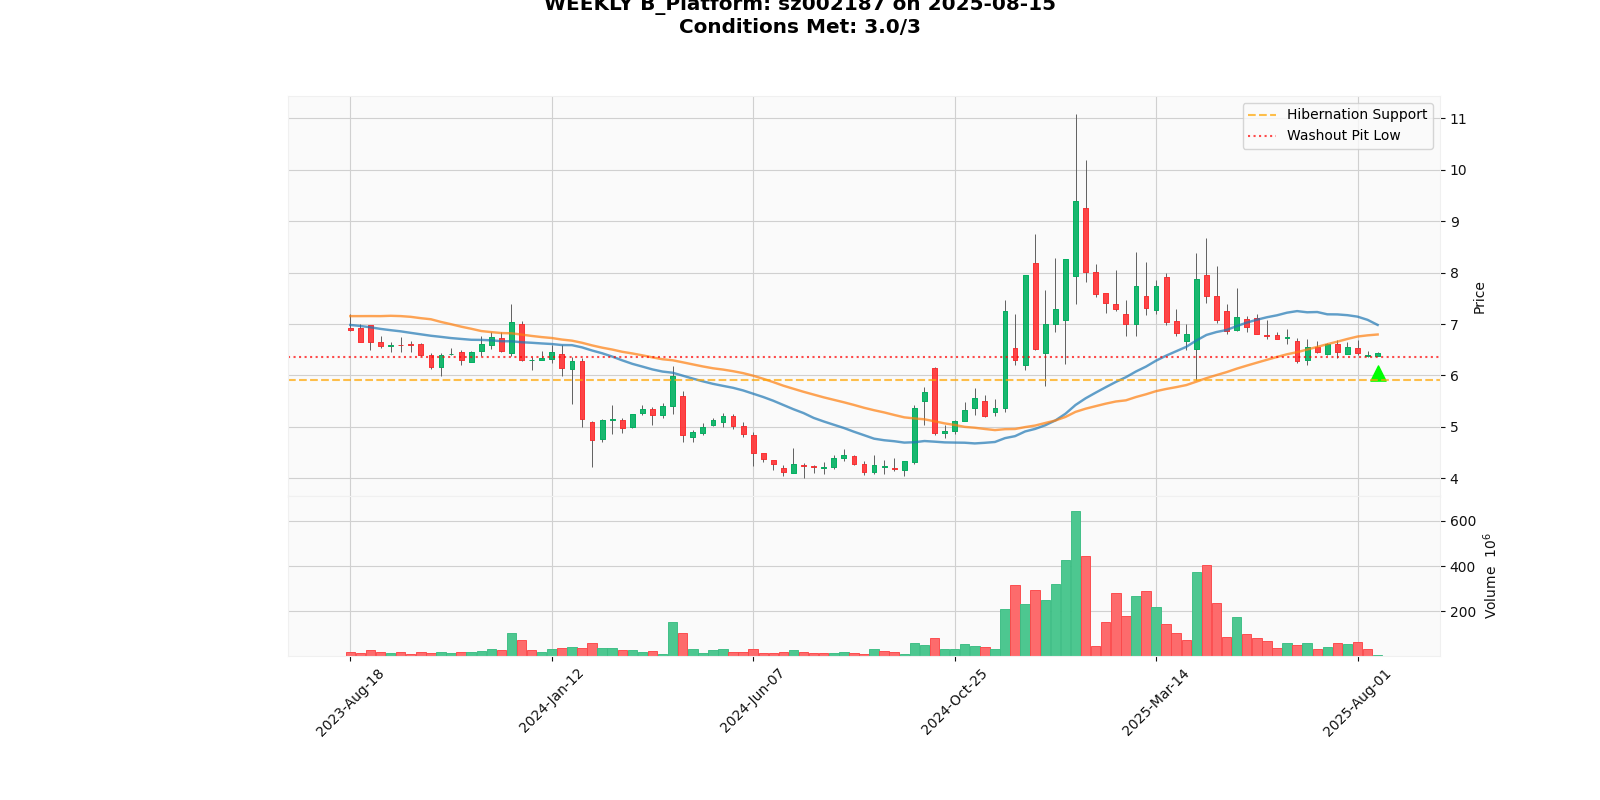 WEEKLY B_Platform: sz002187 on 2025-08-15
Conditions Met: 3.0/3
Hibernation Support
Washout Pit Low
11
10
9
8
7
6
5
4
Price
600
400
200
Volume 10⁶
2023-Aug-18
2024-Jan-12
2024-Jun-07
2024-Oct-25
2025-Mar-14
2025-Aug-01